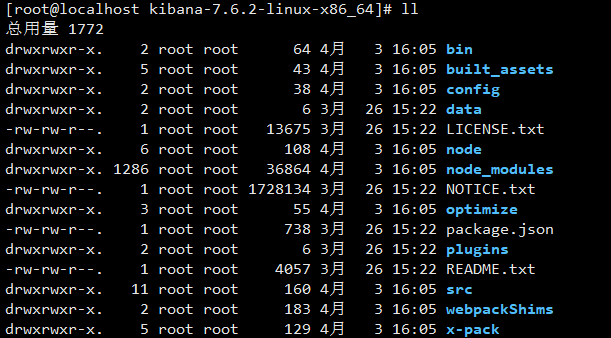 [root@localhost kibana-7.6.2-linux-x86_64]# ll
总用量 1772
drwxrwxr-x. 2 root root 64 4月 3 16:05 bin
drwxrwxr-x. 5 root root 43 4月 3 16:05 built_assets
drwxrwxr-x. 2 root root 38 4月 3 16:05 config
drwxrwxr-x. 2 root root 6 3月 26 15:22 data
-rw-rw-r--. 1 root root 13675 3月 26 15:22 LICENSE.txt
drwxrwxr-x. 6 root root 108 4月 3 16:05 node
drwxrwxr-x. 1286 root root 36864 4月 3 16:05 node_modules
-rw-rw-r--. 1 root root 1728134 3月 26 15:22 NOTICE.txt
drwxrwxr-x. 3 root root 55 4月 3 16:05 optimize
-rw-rw-r--. 1 root root 738 3月 26 15:22 package.json
drwxrwxr-x. 2 root root 6 3月 26 15:22 plugins
-rw-rw-r--. 1 root root 4057 3月 26 15:22 README.txt
drwxrwxr-x. 11 root root 160 4月 3 16:05 src
drwxrwxr-x. 2 root root 183 4月 3 16:05 webpackShims
drwxrwxr-x. 5 root root 129 4月 3 16:05 x-pack